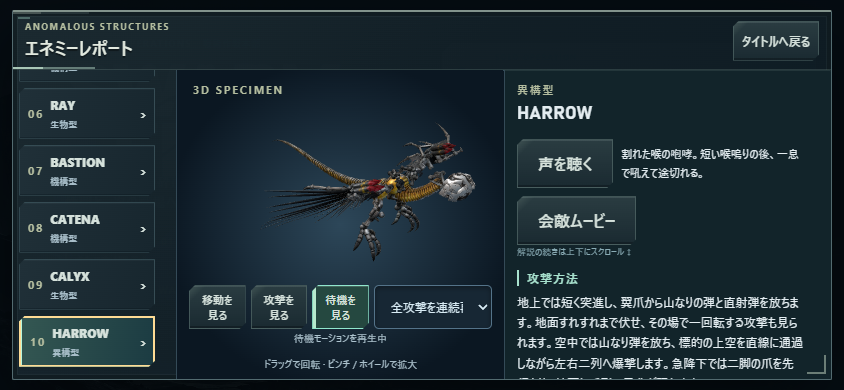 ANOMALOUS STRUCTURES
エネミーレポート
タイトルへ戻る
機構型
06 RAY
生物型
07 BASTION
機構型
08 CATENA
機構型
09 CALYX
生物型
10 HARROW
異構型
3D SPECIMEN
移動を
見る
攻撃を
見る
待機を
見る
全攻撃を連続
待機モーションを再生中
ドラッグで回転・ピンチ / ホイールで拡大
異構型
HARROW
声を聴く
割れた喉の咆哮。短い喉鳴りの後、一息
で吼えて途切れる。
会敵ムービー
解説の続きは上下にスクロール ↕
攻撃方法
地上では短く突進し、翼爪から山なりの弾と直射弾を放ちま
す。地面すれすれまで伏せ、その場で一回転する攻撃も見ら
れます。空中では山なり弾を放ち、標的の上空を直線に通過
しながら左右二列へ爆撃します。急降下では二脚の爪を先